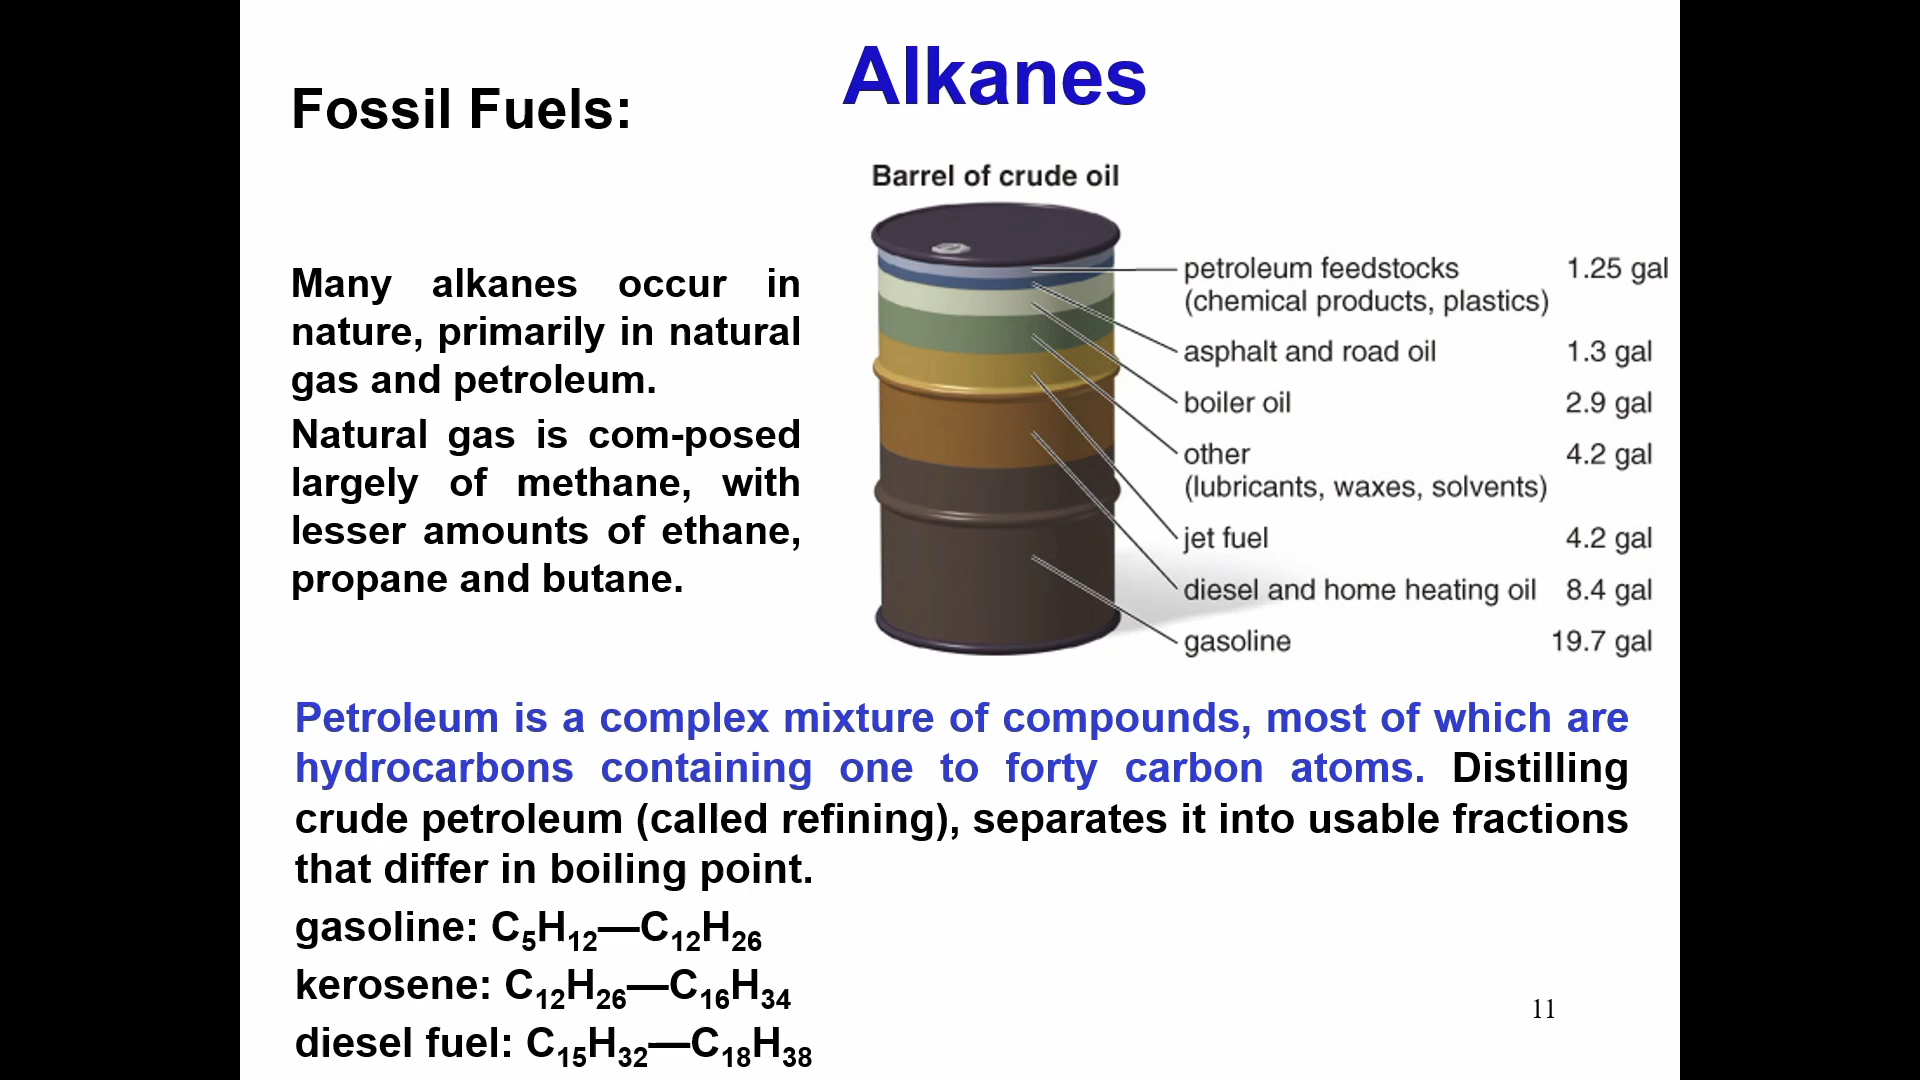 Alkanes
Fossil Fuels:
Many alkanes occur in
nature, primarily in natural
gas and petroleum.
Natural gas is com-posed
largely of methane, with
lesser amounts of ethane,
propane and butane.
Barrel of crude oil
petroleum feedstocks 1.25 gal
(chemical products, plastics)
asphalt and road oil 1.3 gal
boiler oil 2.9 gal
other 4.2 gal
(lubricants, waxes, solvents)
jet fuel 4.2 gal
diesel and home heating oil 8.4 gal
gasoline 19.7 gal
Petroleum is a complex mixture of compounds, most of which are
hydrocarbons containing one to forty carbon atoms. Distilling
crude petroleum (called refining), separates it into usable fractions
that differ in boiling point.
gasoline: C₅H₁₂—C₁₂H₂₆
kerosene: C₁₂H₂₆—C₁₆H₃₄
diesel fuel: C₁₅H₃₂—C₁₈H₃₈
11